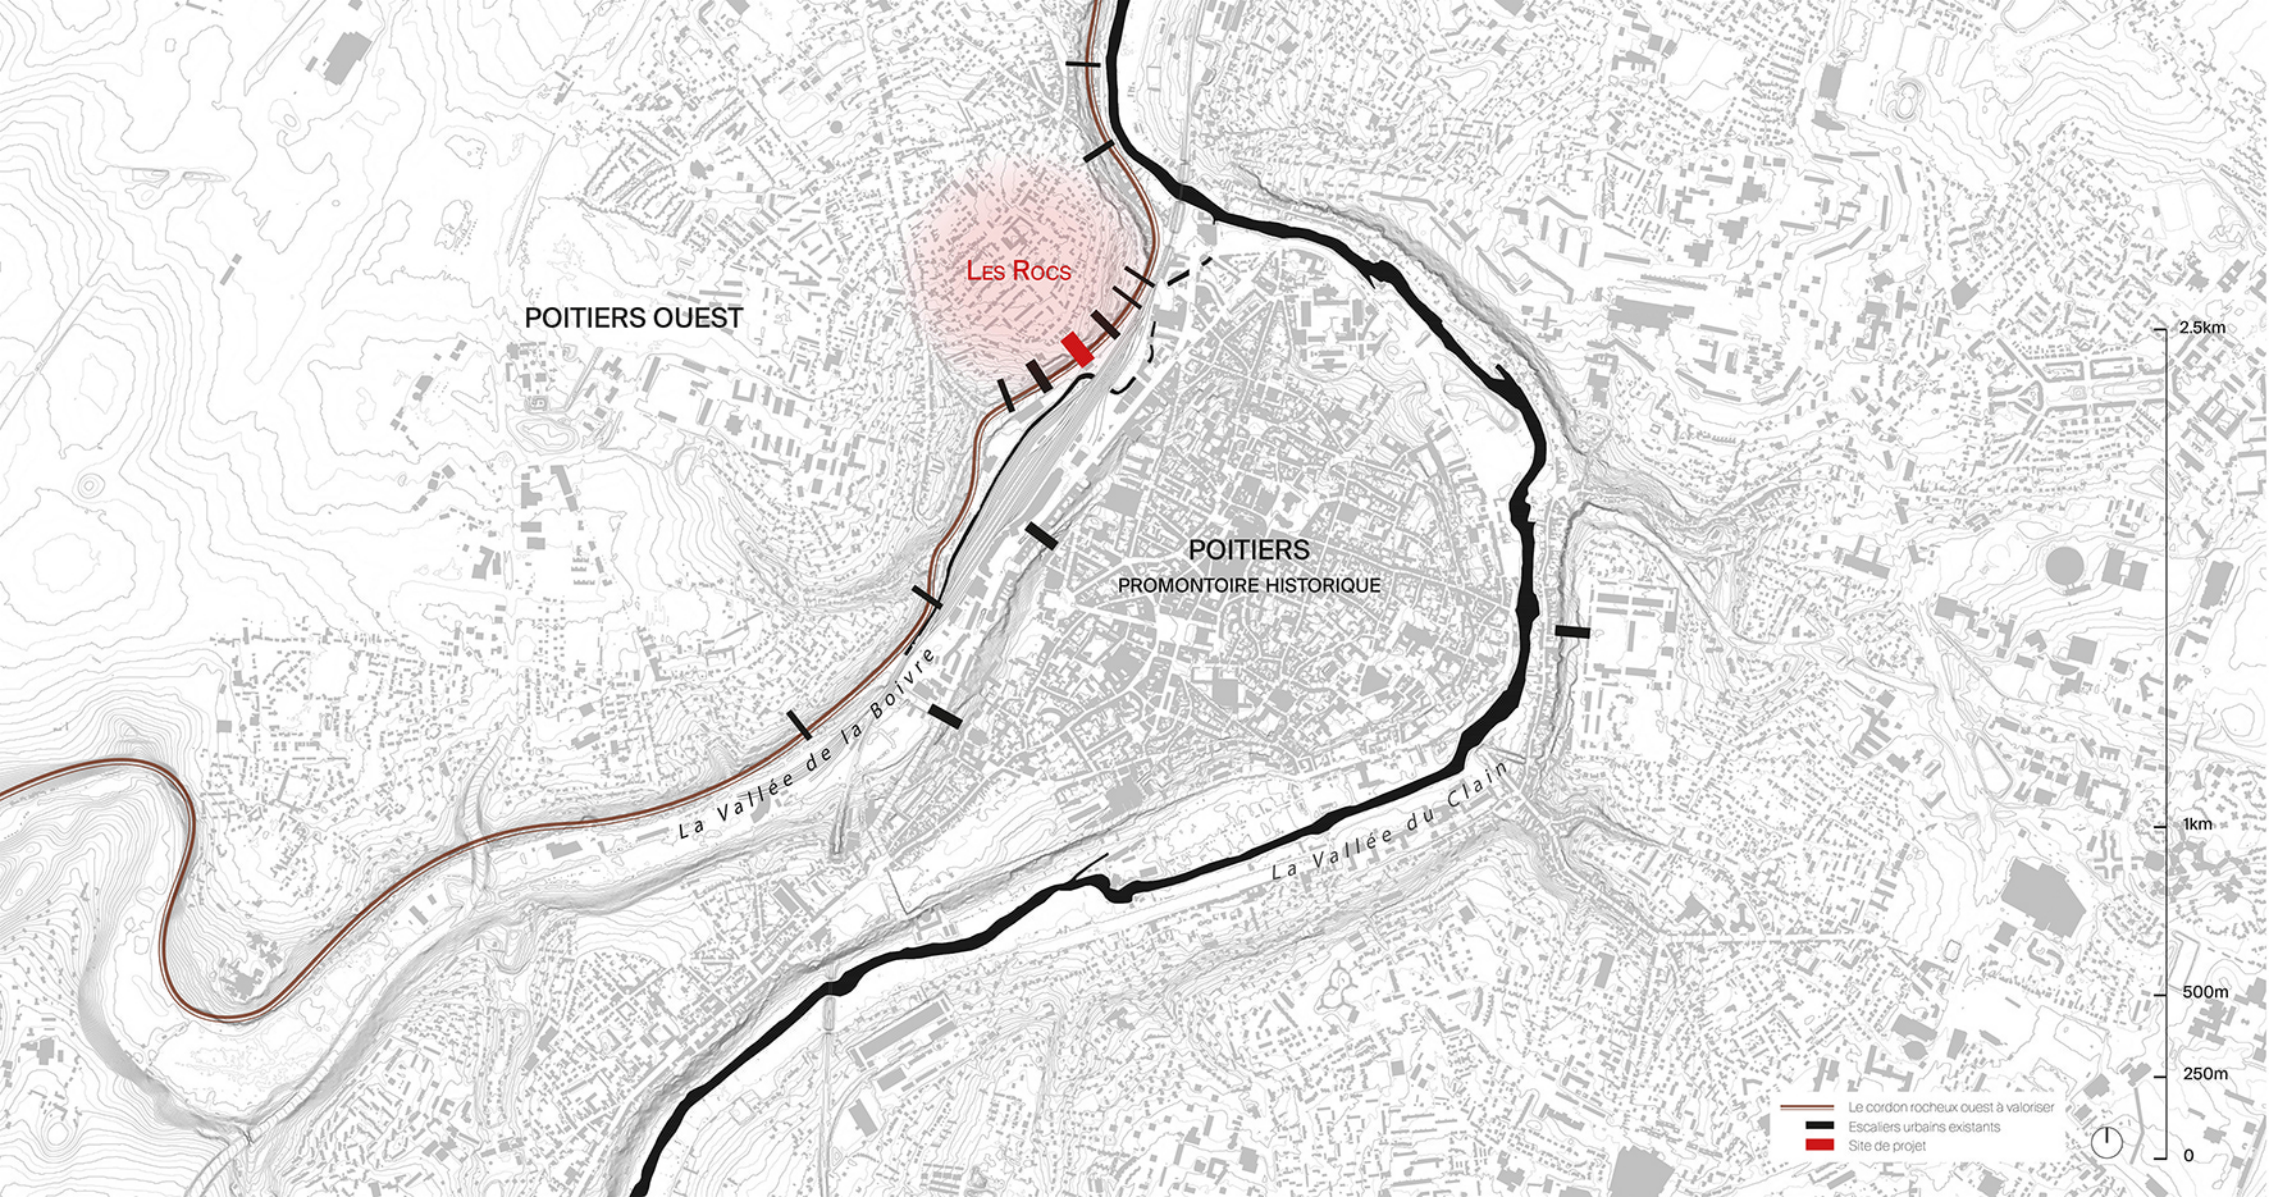 LES ROCS
POITIERS OUEST
POITIERS
PROMONTOIRE HISTORIQUE
La Vallée de la Boivre
La Vallée du Clain
2.5km
1km
500m
250m
0
Le cordon rocheux ouest à valoriser
Escaliers urbains existants
Site de projet